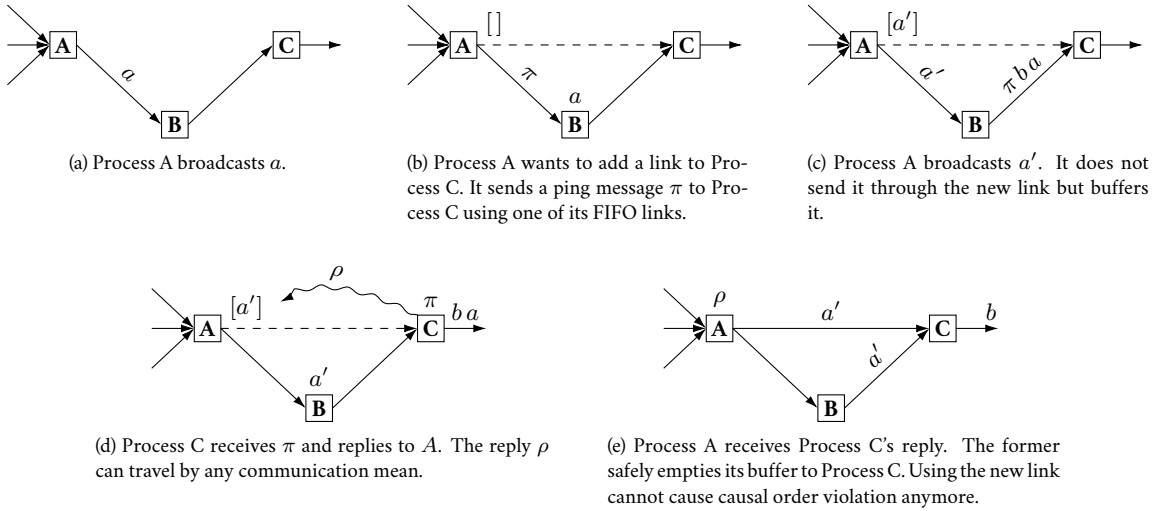 A
C
a
B
(a) Process A broadcasts a.
[ ]
A
C
π
a
B
(b) Process A wants to add a link to Pro-
cess C. It sends a ping message π to Pro-
cess C using one of its FIFO links.
[a′]
A
C
a′
π b a
B
(c) Process A broadcasts a′. It does not
send it through the new link but buffers
it.
ρ
[a′]
π
A
C
b a
a′
B
(d) Process C receives π and replies to A. The reply ρ
can travel by any communication mean.
ρ
a′
b
A
C
a′
B
(e) Process A receives Process C’s reply. The former
safely empties its buffer to Process C. Using the new link
cannot cause causal order violation anymore.